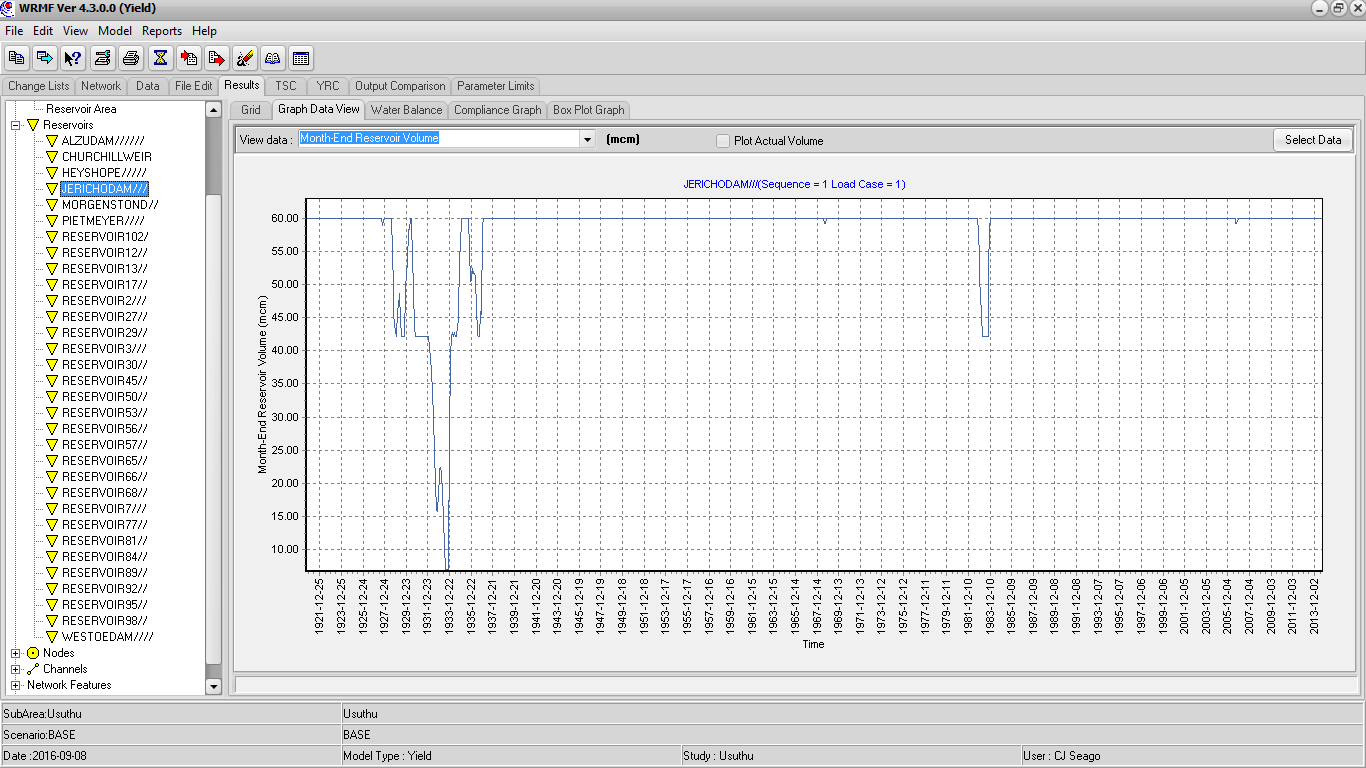 WRMF Ver 4.3.0.0 (Yield)
File Edit View Model Reports Help
Change Lists Network Data File Edit Results TSC YRC Output Comparison Parameter Limits
Reservoir Area
Reservoirs
ALZUDAM//////
CHURCHILLWEIR
HEYSHOPE/////
JERICHODAM///
MORGENSTOND//
PIETMEYER////
RESERVOIR102/
RESERVOIR12//
RESERVOIR13//
RESERVOIR17//
RESERVOIR2///
RESERVOIR27//
RESERVOIR29//
RESERVOIR3///
RESERVOIR30//
RESERVOIR45//
RESERVOIR50//
RESERVOIR53//
RESERVOIR56//
RESERVOIR57//
RESERVOIR65//
RESERVOIR66//
RESERVOIR68//
RESERVOIR7///
RESERVOIR77//
RESERVOIR81//
RESERVOIR84//
RESERVOIR89//
RESERVOIR92//
RESERVOIR95//
RESERVOIR98//
WESTOEDAM////
Nodes
Channels
Network Features
Grid Graph Data View Water Balance Compliance Graph Box Plot Graph
View data : Month-End Reservoir Volume (mcm) Plot Actual Volume Select Data
JERICHODAM///(Sequence = 1 Load Case = 1)
Month-End Reservoir Volume (mcm)
60.00
55.00
50.00
45.00
40.00
35.00
30.00
25.00
20.00
15.00
10.00
1921-12-25
1923-12-25
1925-12-24
1927-12-24
1929-12-23
1931-12-23
1933-12-22
1935-12-22
1937-12-21
1939-12-21
1941-12-20
1943-12-20
1945-12-19
1947-12-19
1949-12-18
1951-12-18
1953-12-17
1955-12-17
1957-12-16
1959-12-16
1961-12-15
1963-12-15
1965-12-14
1967-12-14
1969-12-13
1971-12-13
1973-12-12
1975-12-12
1977-12-11
1979-12-11
1981-12-10
1983-12-10
1985-12-09
1987-12-09
1989-12-08
1991-12-08
1993-12-07
1995-12-07
1997-12-06
1999-12-06
2001-12-05
2003-12-05
2005-12-04
2007-12-04
2009-12-03
2011-12-03
2013-12-02
Time
SubArea:Usuthu Usuthu
Scenario:BASE BASE
Date :2016-09-08 Model Type : Yield Study : Usuthu User : CJ Seago